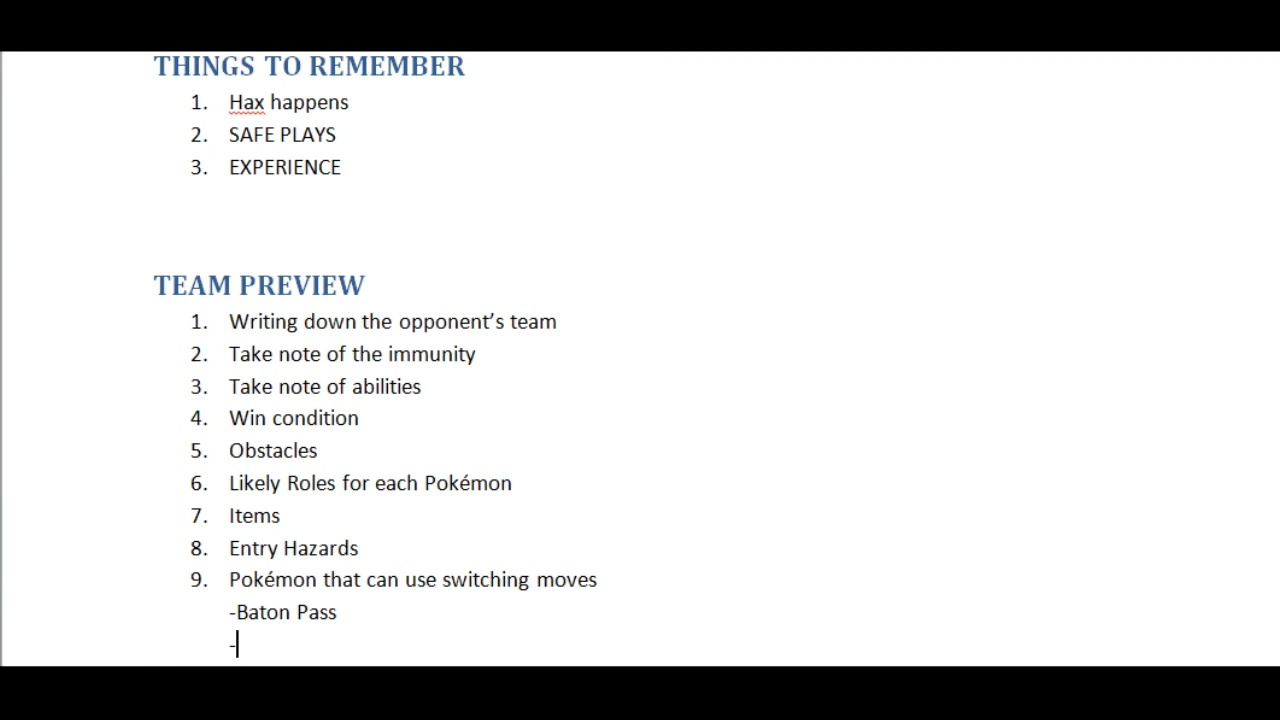 THINGS TO REMEMBER
1. Hax happens
2. SAFE PLAYS
3. EXPERIENCE
TEAM PREVIEW
1. Writing down the opponent’s team
2. Take note of the immunity
3. Take note of abilities
4. Win condition
5. Obstacles
6. Likely Roles for each Pokémon
7. Items
8. Entry Hazards
9. Pokémon that can use switching moves
-Baton Pass
-